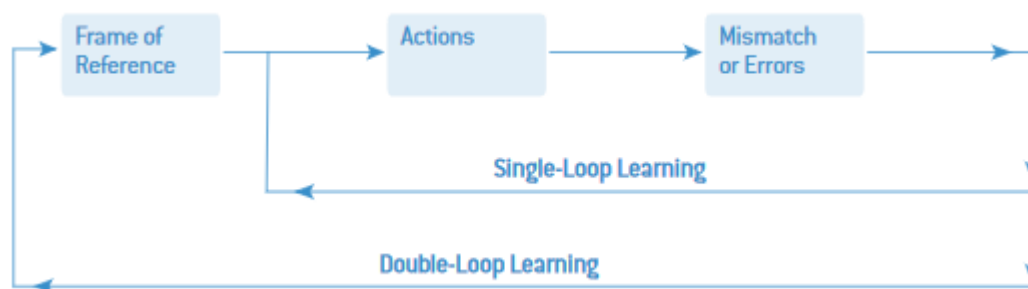 Frame of
Reference
Actions
Mismatch
or Errors
Single-Loop Learning
Double-Loop Learning